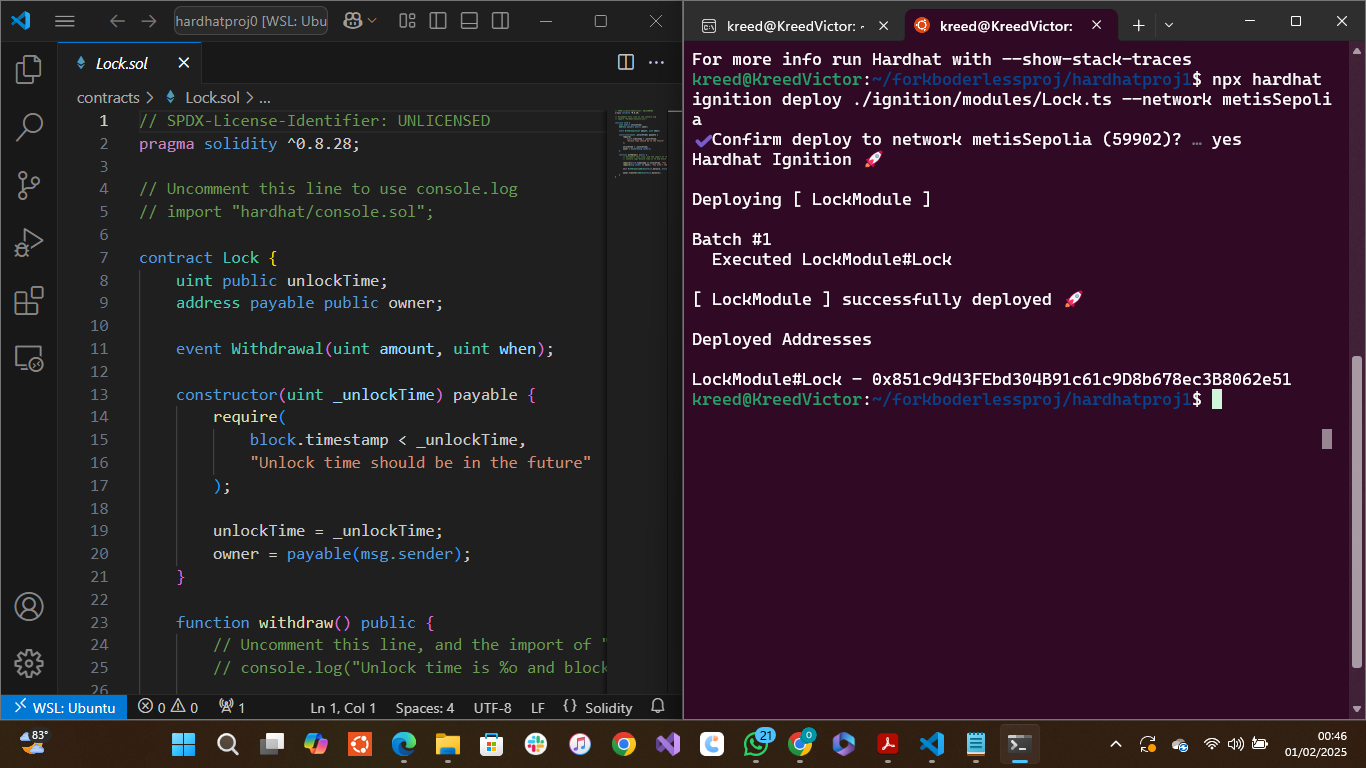 hardhatproj0 [WSL: Ubu
Lock.sol
contracts > Lock.sol > ...
1 // SPDX-License-Identifier: UNLICENSED
2 pragma solidity ^0.8.28;
3
4 // Uncomment this line to use console.log
5 // import "hardhat/console.sol";
6
7 contract Lock {
8 uint public unlockTime;
9 address payable public owner;
10
11 event Withdrawal(uint amount, uint when);
12
13 constructor(uint _unlockTime) payable {
14 require(
15 block.timestamp < _unlockTime,
16 "Unlock time should be in the future"
17 );
18
19 unlockTime = _unlockTime;
20 owner = payable(msg.sender);
21 }
22
23 function withdraw() public {
24 // Uncomment this line, and the import of "
25 // console.log("Unlock time is %o and block
26
WSL: Ubuntu 0 0 1 Ln 1, Col 1 Spaces: 4 UTF-8 LF {} Solidity
kreed@KreedVictor: ~
kreed@KreedVictor:
For more info run Hardhat with --show-stack-traces
kreed@KreedVictor:~/forkboderlessproj/hardhatproj1$ npx hardhat
ignition deploy ./ignition/modules/Lock.ts --network metisSepoli
a
✔Confirm deploy to network metisSepolia (59902)? … yes
Hardhat Ignition 🚀
Deploying [ LockModule ]
Batch #1
Executed LockModule#Lock
[ LockModule ] successfully deployed 🚀
Deployed Addresses
LockModule#Lock - 0x851c9d43FEbd304B91c61c9D8b678ec3B8062e51
kreed@KreedVictor:~/forkboderlessproj/hardhatproj1$
83°
21
0
00:46
01/02/2025